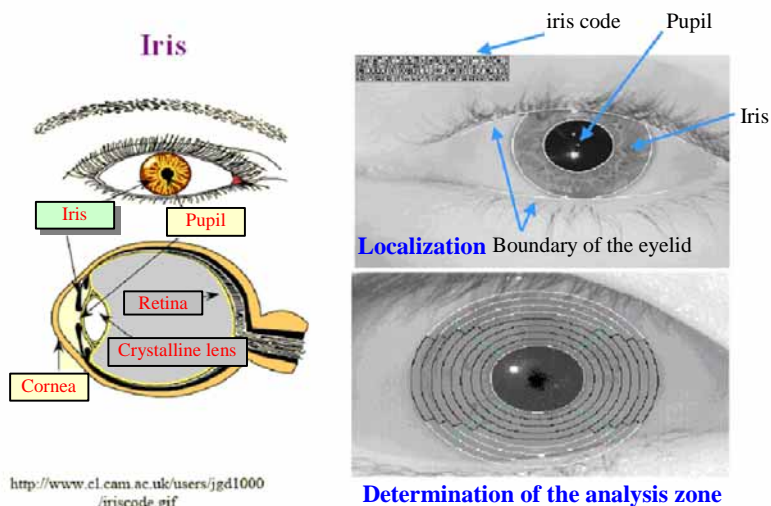 Iris
Iris
Pupil
Retina
Crystalline lens
Cornea
http://www.cl.cam.ac.uk/users/jgd1000
/iriscode.gif
iris code
Pupil
Iris
Localization Boundary of the eyelid
Determination of the analysis zone